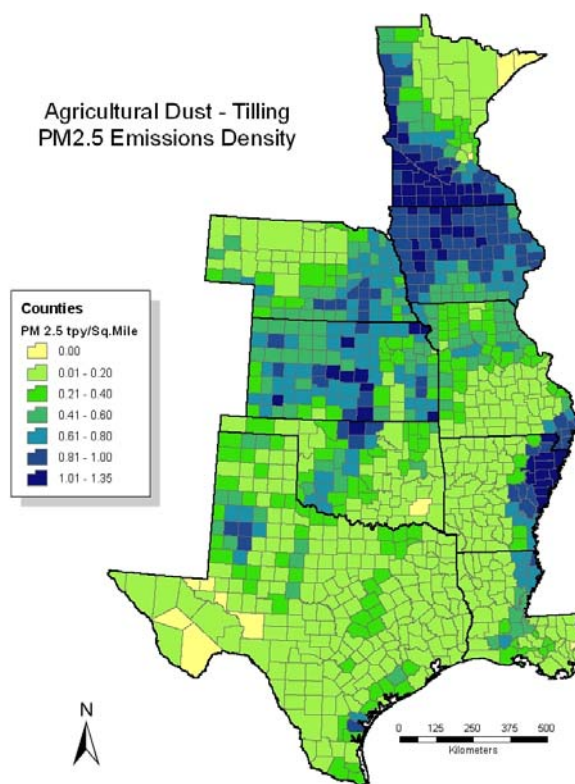 Agricultural Dust - Tilling
PM2.5 Emissions Density
Counties
PM 2.5 tpy/Sq.Mile
0.00
0.01 - 0.20
0.21 - 0.40
0.41 - 0.60
0.61 - 0.80
0.81 - 1.00
1.01 - 1.35
N
0 125 250 375 500
Kilometers